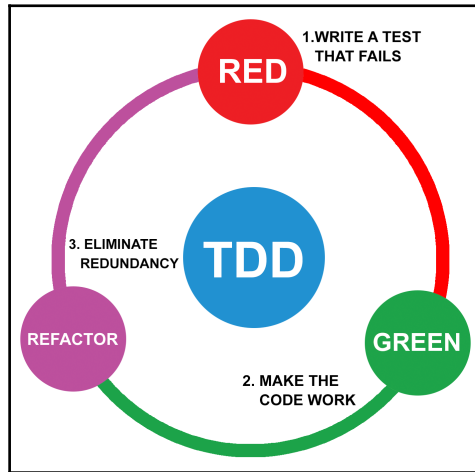 1.WRITE A TEST
THAT FAILS
RED
3. ELIMINATE
REDUNDANCY
TDD
REFACTOR
GREEN
2. MAKE THE
CODE WORK